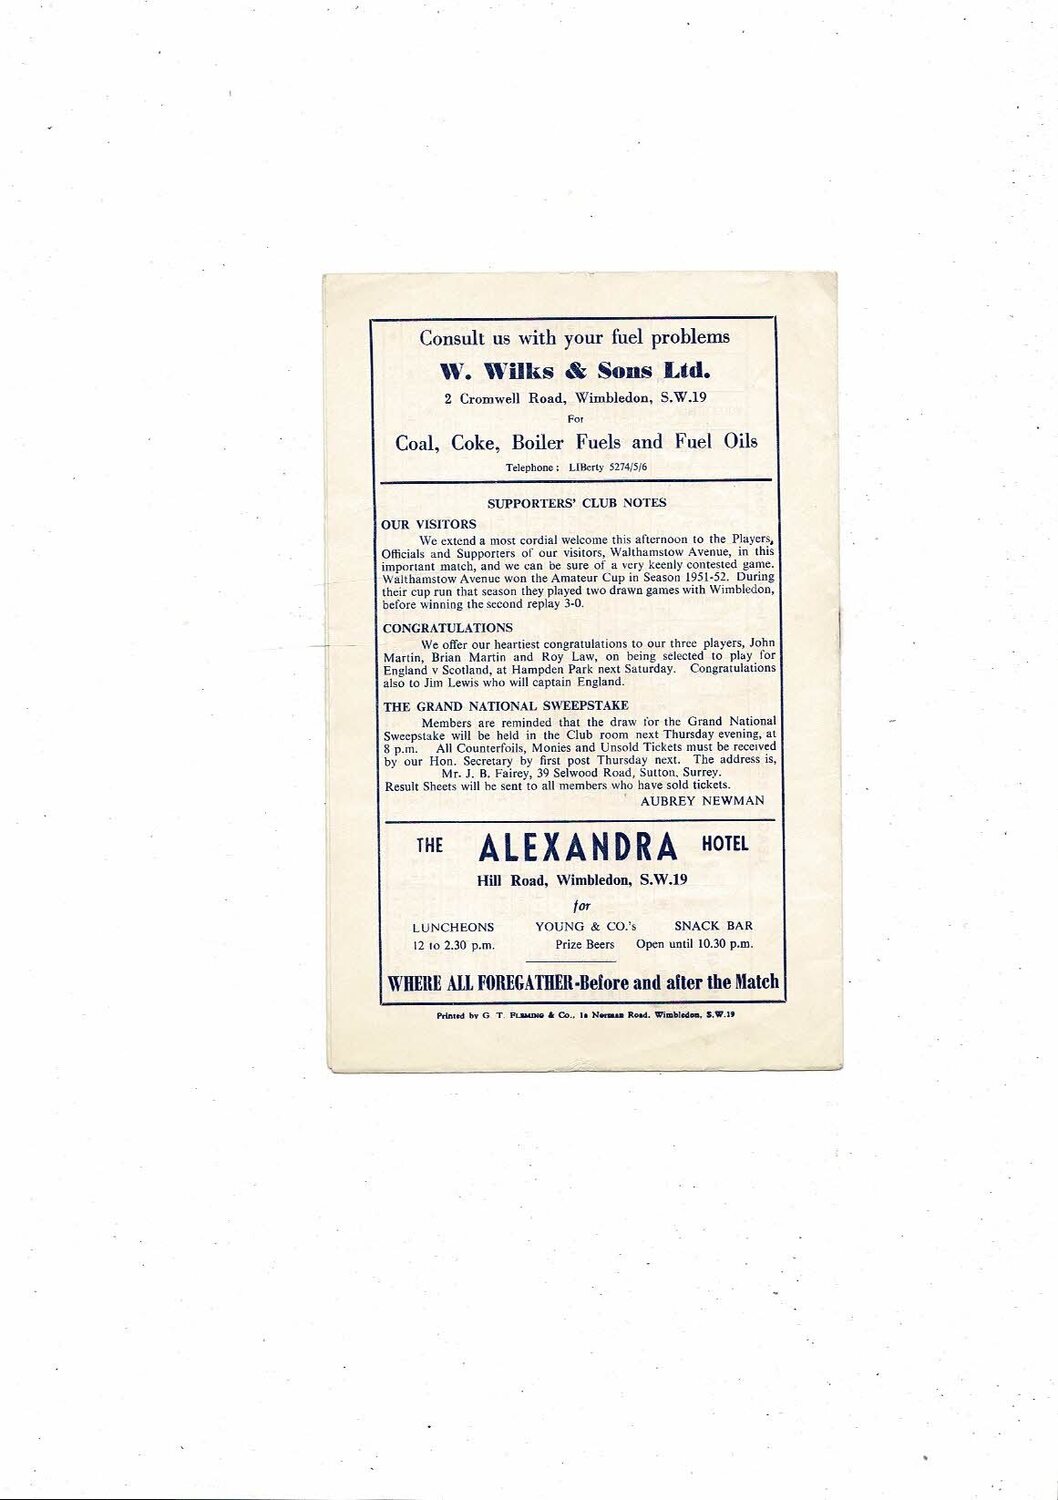 Consult us with your fuel problems
W. Wilks & Sons Ltd.
2 Cromwell Road, Wimbledon, S.W.19
For
Coal, Coke, Boiler Fuels and Fuel Oils
Telephone: LIBerty 5274/5/6
SUPPORTERS' CLUB NOTES
OUR VISITORS
We extend a most cordial welcome this afternoon to the Players,
Officials and Supporters of our visitors, Walthamstow Avenue, in this
important match, and we can be sure of a very keenly contested game.
Walthamstow Avenue won the Amateur Cup in Season 1951-52. During
their cup run that season they played two drawn games with Wimbledon,
before winning the second replay 3-0.
CONGRATULATIONS
We offer our heartiest congratulations to our three players, John
Martin, Brian Martin and Roy Law, on being selected to play for
England v Scotland, at Hampden Park next Saturday. Congratulations
also to Jim Lewis who will captain England.
THE GRAND NATIONAL SWEEPSTAKE
Members are reminded that the draw for the Grand National
Sweepstake will be held in the Club room next Thursday evening, at
8 p.m. All Counterfoils, Monies and Unsold Tickets must be received
by our Hon. Secretary by first post Thursday next. The address is,
Mr. J. B. Fairey, 39 Selwood Road, Sutton, Surrey.
Result Sheets will be sent to all members who have sold tickets.
AUBREY NEWMAN
THE ALEXANDRA HOTEL
Hill Road, Wimbledon, S.W.19
for
LUNCHEONS YOUNG & CO.'s SNACK BAR
12 to 2.30 p.m. Prize Beers Open until 10.30 p.m.
WHERE ALL FOREGATHER-Before and after the Match
Printed by G. T. FLEMING & Co., 1a Norman Road, Wimbledon, S.W.19